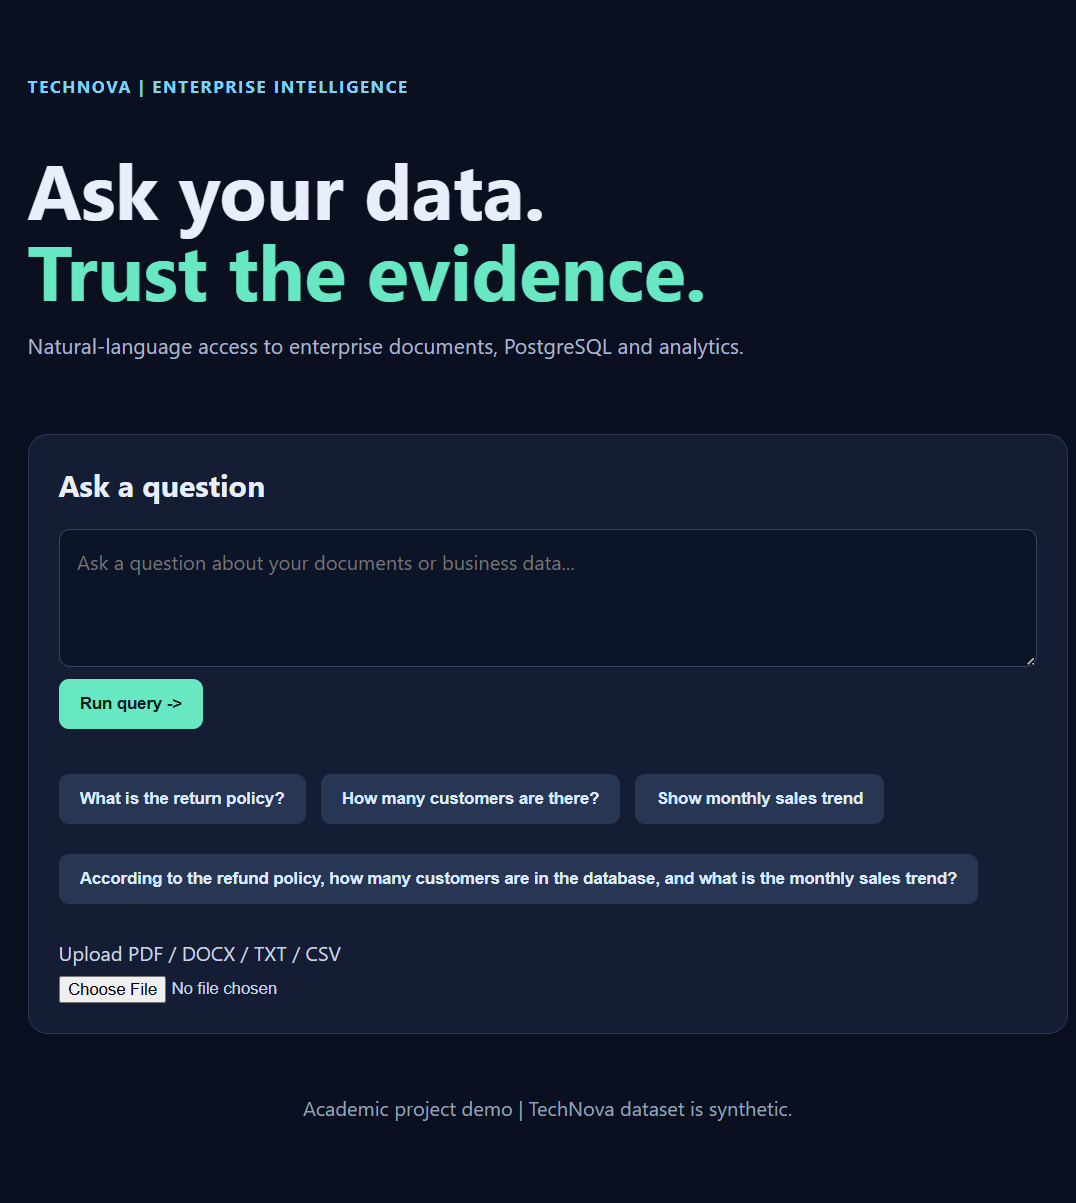 TECHNOVA | ENTERPRISE INTELLIGENCE
Ask your data.
Trust the evidence.
Natural-language access to enterprise documents, PostgreSQL and analytics.
Ask a question
Ask a question about your documents or business data...
Run query ->
What is the return policy?
How many customers are there?
Show monthly sales trend
According to the refund policy, how many customers are in the database, and what is the monthly sales trend?
Upload PDF / DOCX / TXT / CSV
Choose File No file chosen
Academic project demo | TechNova dataset is synthetic.